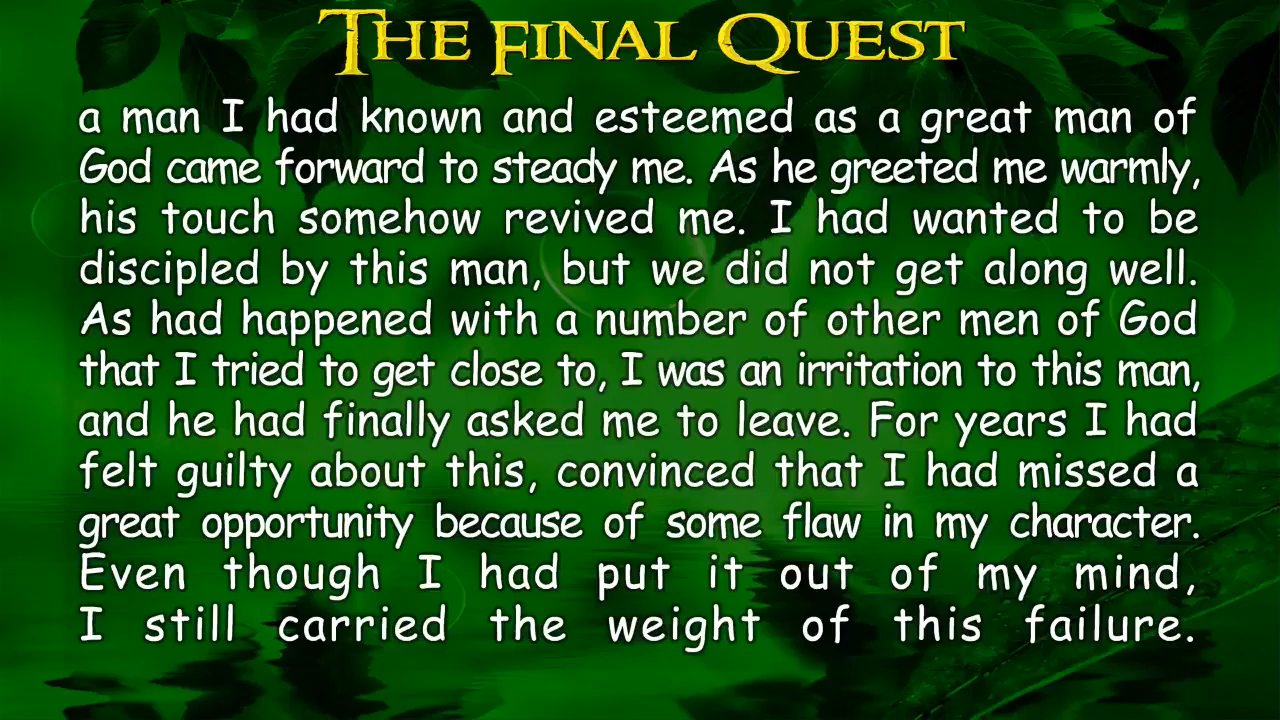 The Final Quest
a man I had known and esteemed as a great man of
God came forward to steady me. As he greeted me warmly,
his touch somehow revived me. I had wanted to be
discipled by this man, but we did not get along well.
As had happened with a number of other men of God
that I tried to get close to, I was an irritation to this man,
and he had finally asked me to leave. For years I had
felt guilty about this, convinced that I had missed a
great opportunity because of some flaw in my character.
Even though I had put it out of my mind,
I still carried the weight of this failure.